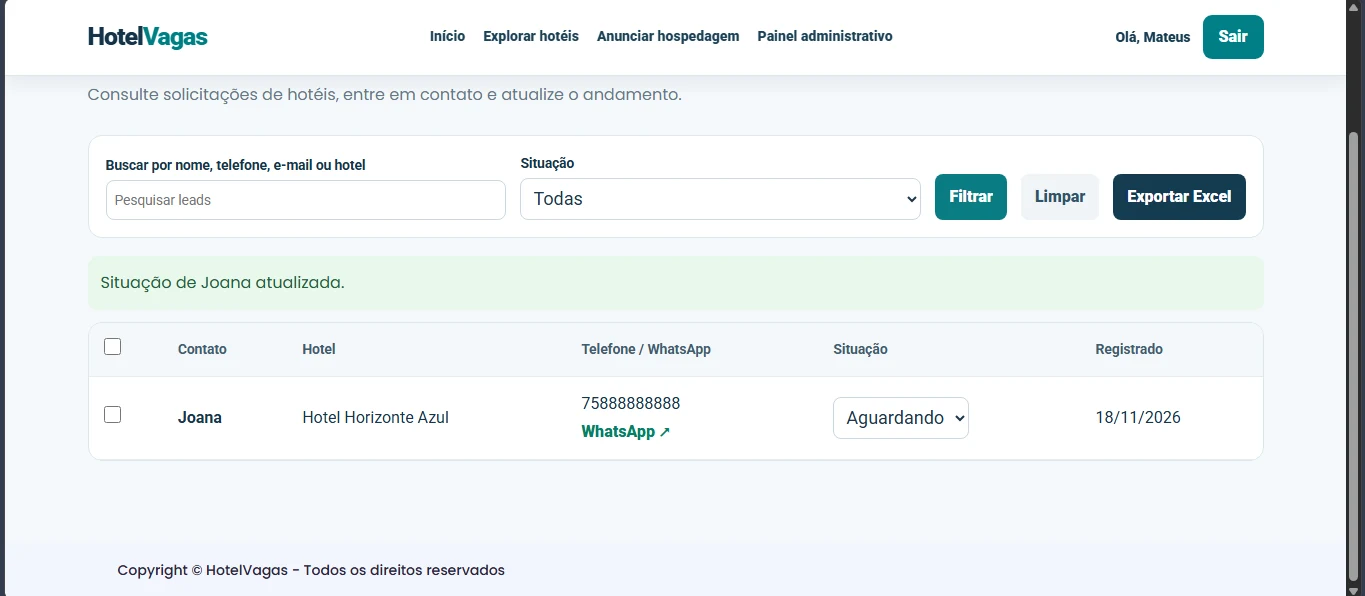 HotelVagas
Início Explorar hotéis Anunciar hospedagem Painel administrativo
Olá, Mateus Sair
Consulte solicitações de hotéis, entre em contato e atualize o andamento.
Buscar por nome, telefone, e-mail ou hotel
Pesquisar leads
Situação
Todas
Filtrar Limpar Exportar Excel
Situação de Joana atualizada.
Contato Hotel Telefone / WhatsApp Situação Registrado
Joana Hotel Horizonte Azul 75888888888 Aguardando 18/11/2026
WhatsApp ↗
Copyright © HotelVagas - Todos os direitos reservados